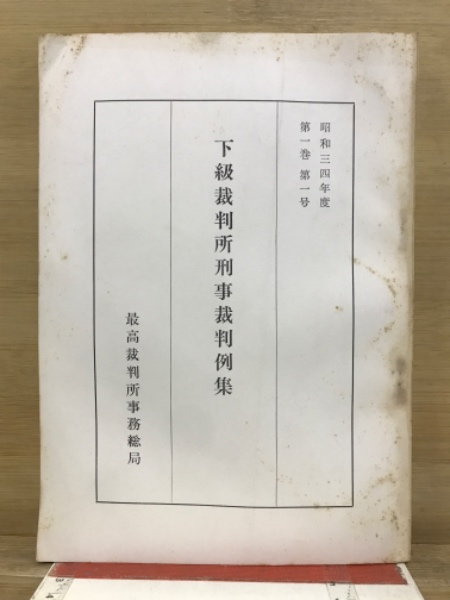 昭和三四年度
第一巻 第一号
下級裁判所刑事裁判例集
最高裁判所事務総局